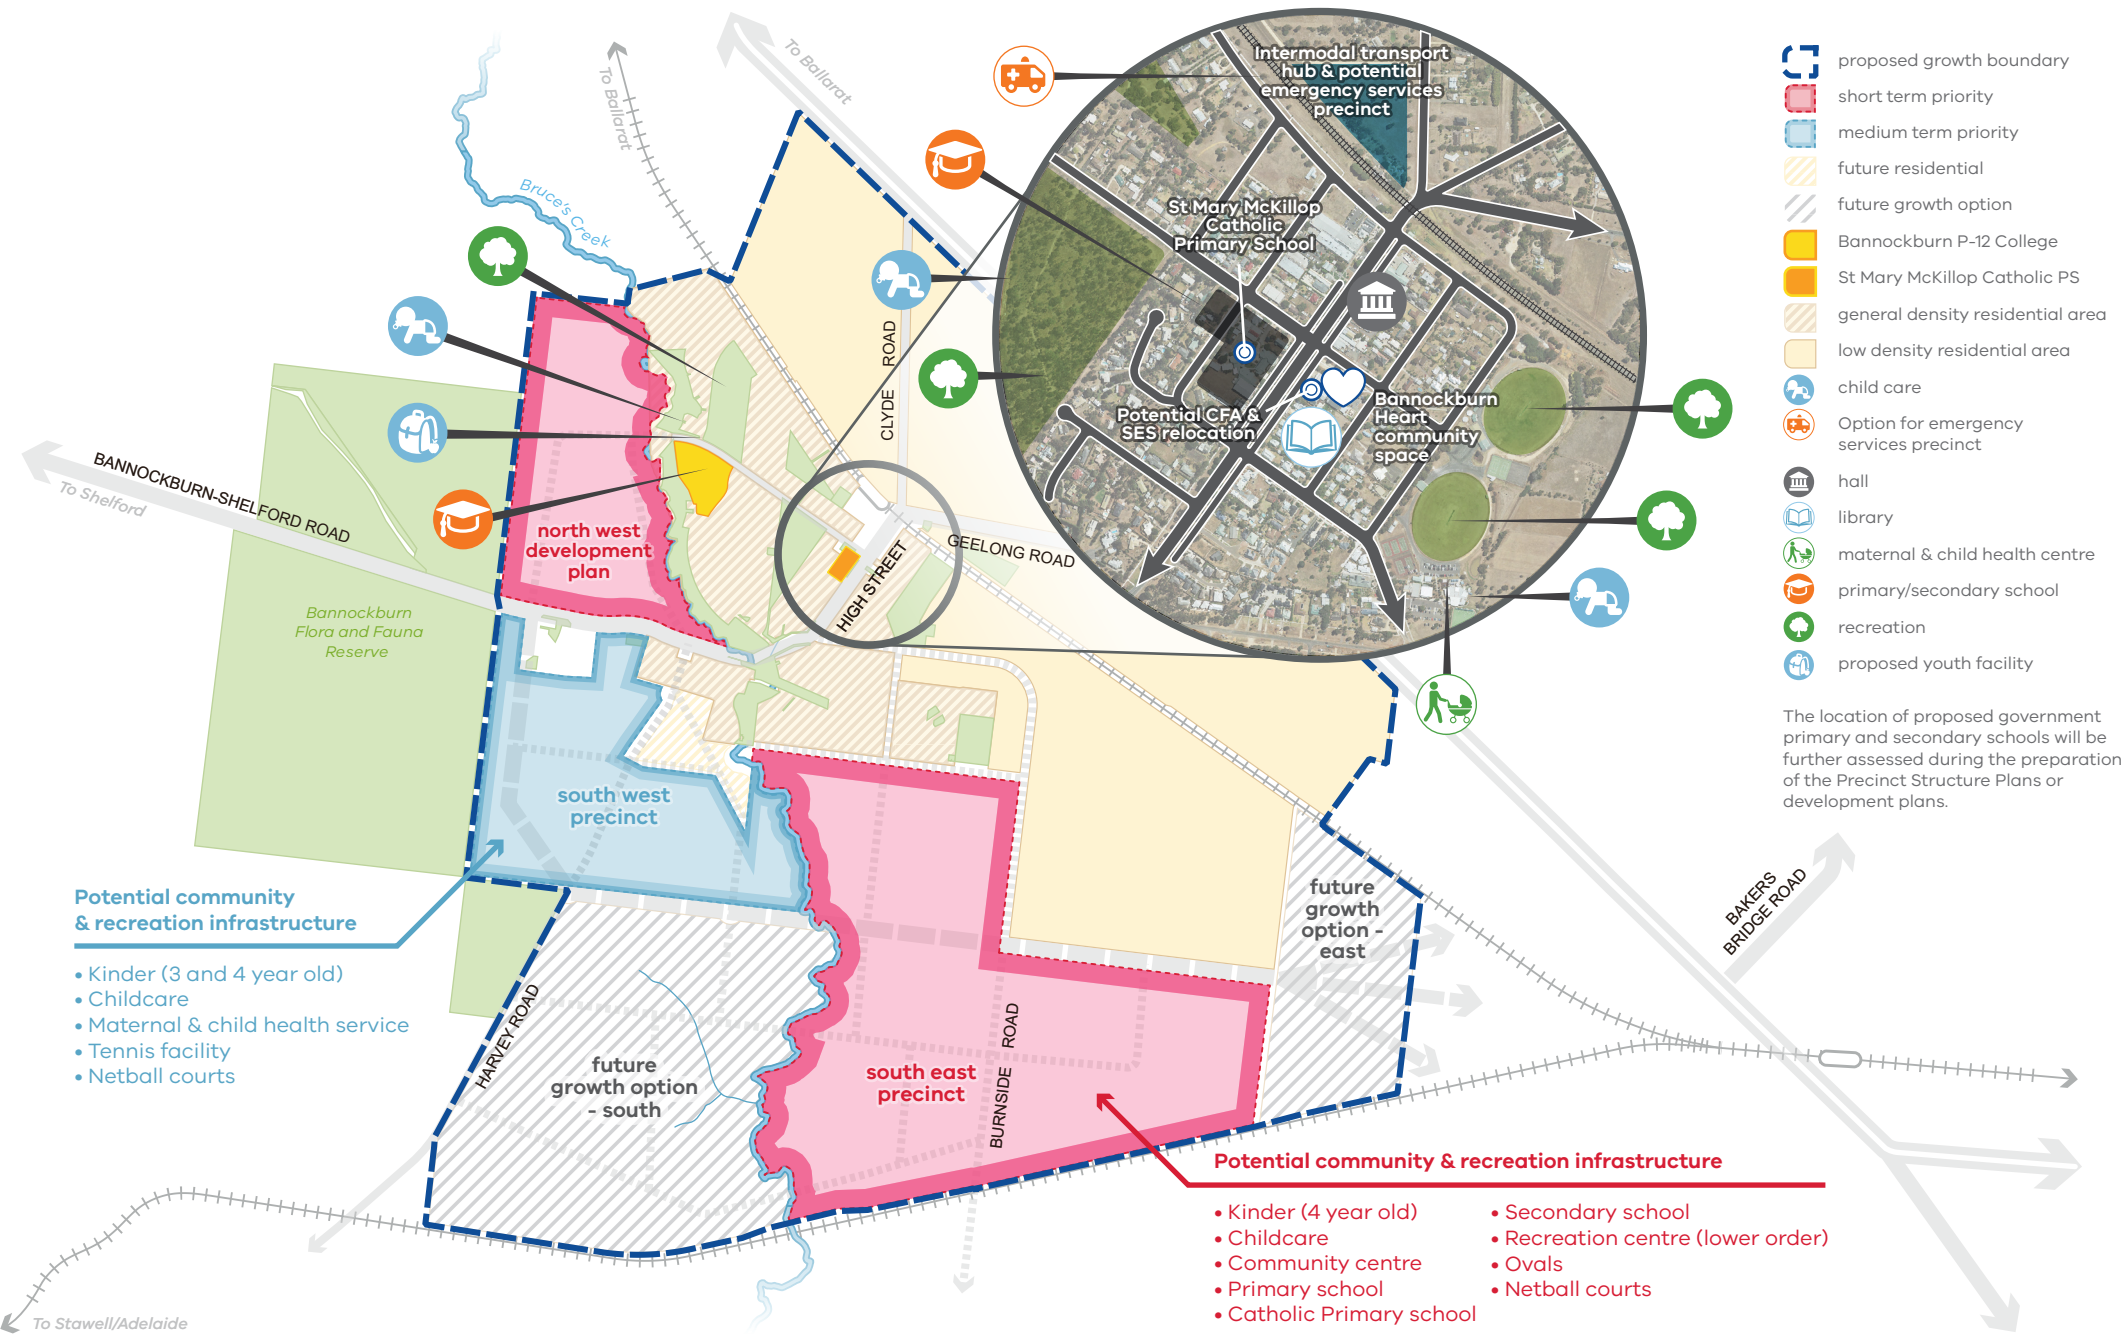 To Ballarat
To Ballarat
Bruce's Creek
Intermodal transport
hub & potential
emergency services
precinct
St Mary McKillop
Catholic
Primary School
Potential CFA &
SES relocation
Bannockburn
Heart
community
space
CLYDE ROAD
BANNOCKBURN-SHELFORD ROAD
To Shelford
north west
development
plan
GEELONG ROAD
HIGH STREET
Bannockburn
Flora and Fauna
Reserve
south west
precinct
Potential community
& recreation infrastructure
• Kinder (3 and 4 year old)
• Childcare
• Maternal & child health service
• Tennis facility
• Netball courts
HARVEY ROAD
future
growth option
- south
south east
precinct
BURNSIDE ROAD
future
growth
option -
east
BAKERS
BRIDGE ROAD
Potential community & recreation infrastructure
• Kinder (4 year old)
• Childcare
• Community centre
• Primary school
• Catholic Primary school
• Secondary school
• Recreation centre (lower order)
• Ovals
• Netball courts
To Stawell/Adelaide
proposed growth boundary
short term priority
medium term priority
future residential
future growth option
Bannockburn P-12 College
St Mary McKillop Catholic PS
general density residential area
low density residential area
child care
Option for emergency
services precinct
hall
library
maternal & child health centre
primary/secondary school
recreation
proposed youth facility
The location of proposed government
primary and secondary schools will be
further assessed during the preparation
of the Precinct Structure Plans or
development plans.